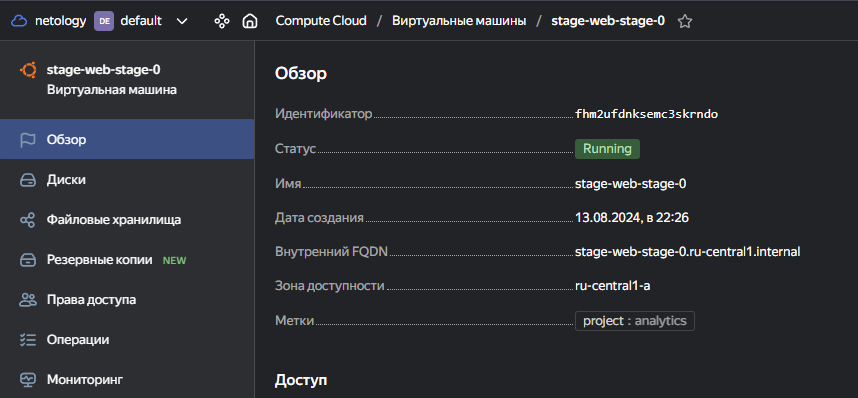 netology DE default Compute Cloud / Виртуальные машины / stage-web-stage-0
stage-web-stage-0
Виртуальная машина
Обзор
Диски
Файловые хранилища
Резервные копии NEW
Права доступа
Операции
Мониторинг
Обзор
Идентификатор fhm2ufdnksemc3skrndo
Статус Running
Имя stage-web-stage-0
Дата создания 13.08.2024, в 22:26
Внутренний FQDN stage-web-stage-0.ru-central1.internal
Зона доступности ru-central1-a
Метки project : analytics
Доступ